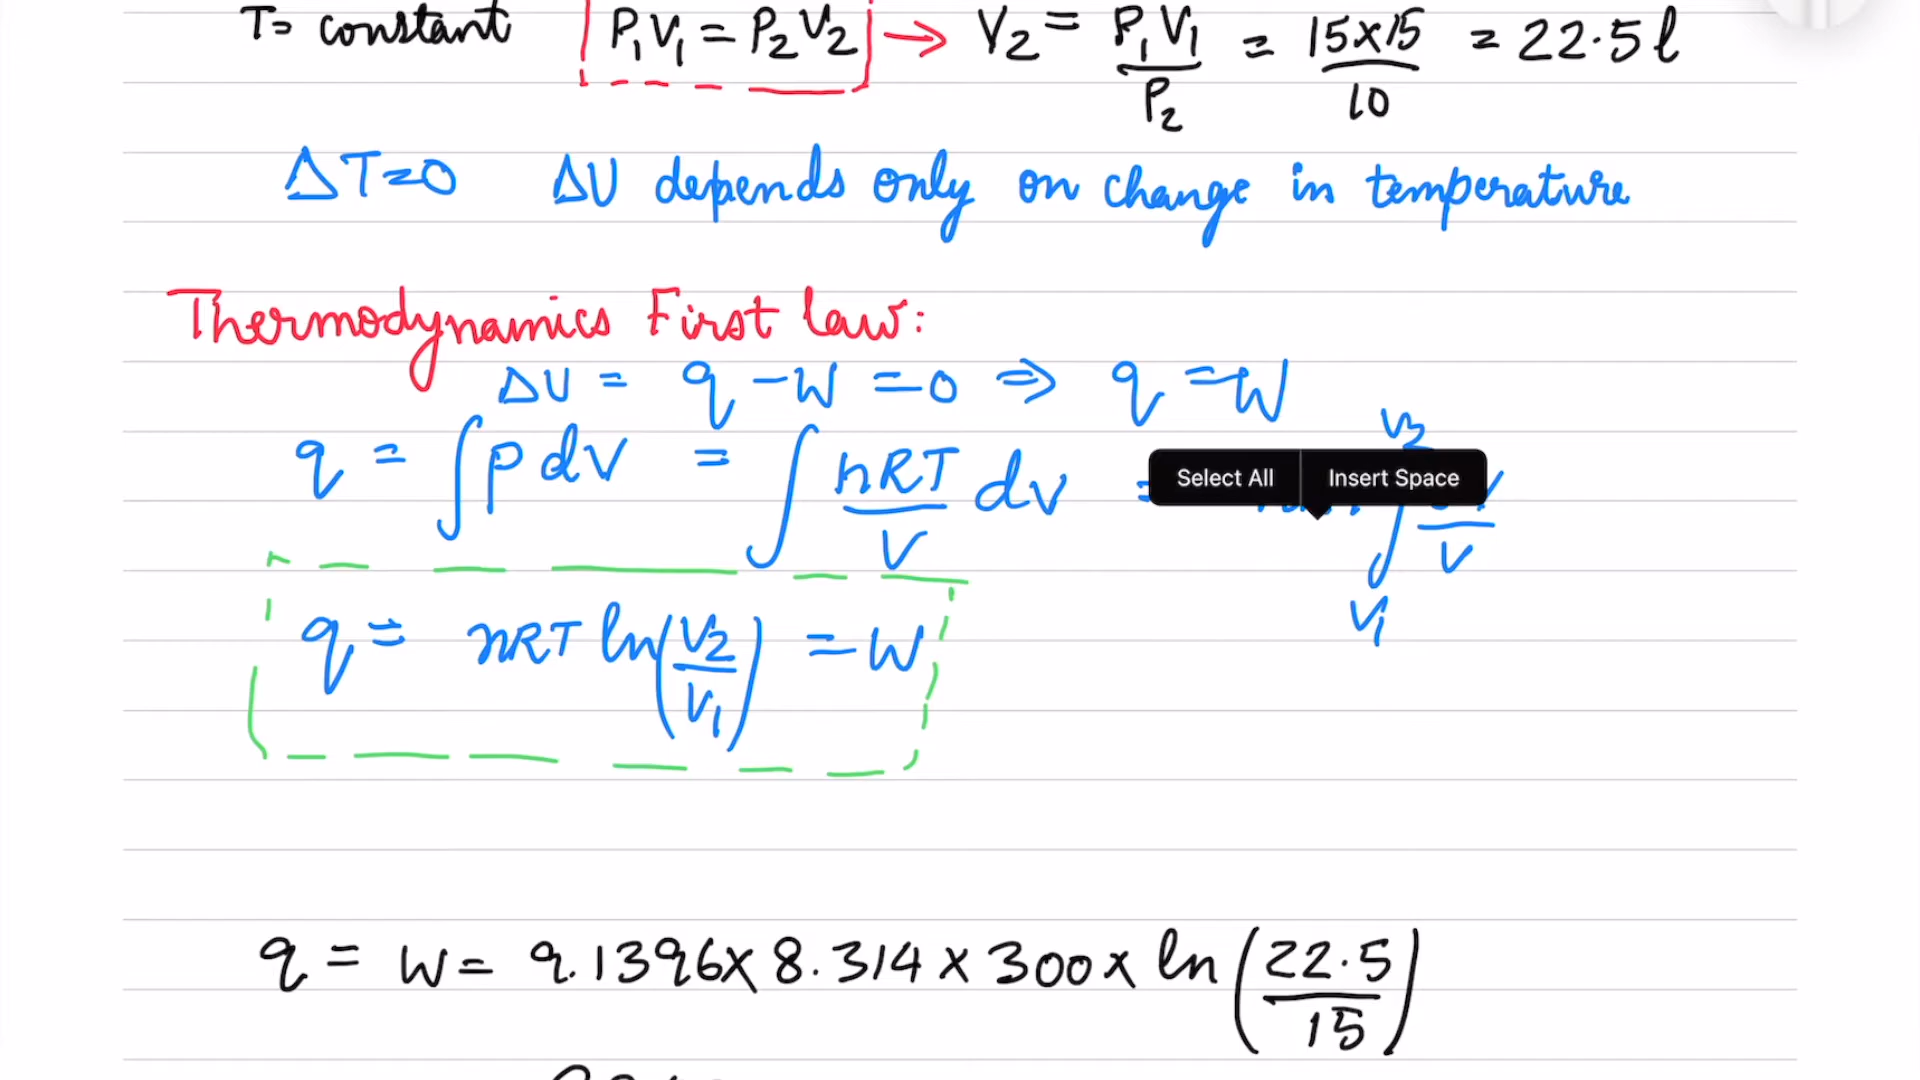 T= constant P₁V₁ = P₂V₂ → V₂ = P₁V₁/P₂ = 15x15/10 = 22.5 l
ΔT=0 ΔU depends only on change in temperature
Thermodynamics First law:
ΔU = q - W = 0 ⇒ q = W
q = ∫ p dV = ∫ nRT/V dV = ∫ V₂ V₁ /V
Select All Insert Space
q = nRT ln(V₂/V₁) = W
q = W = 9.1396 x 8.314 x 300 x ln(22.5/15)